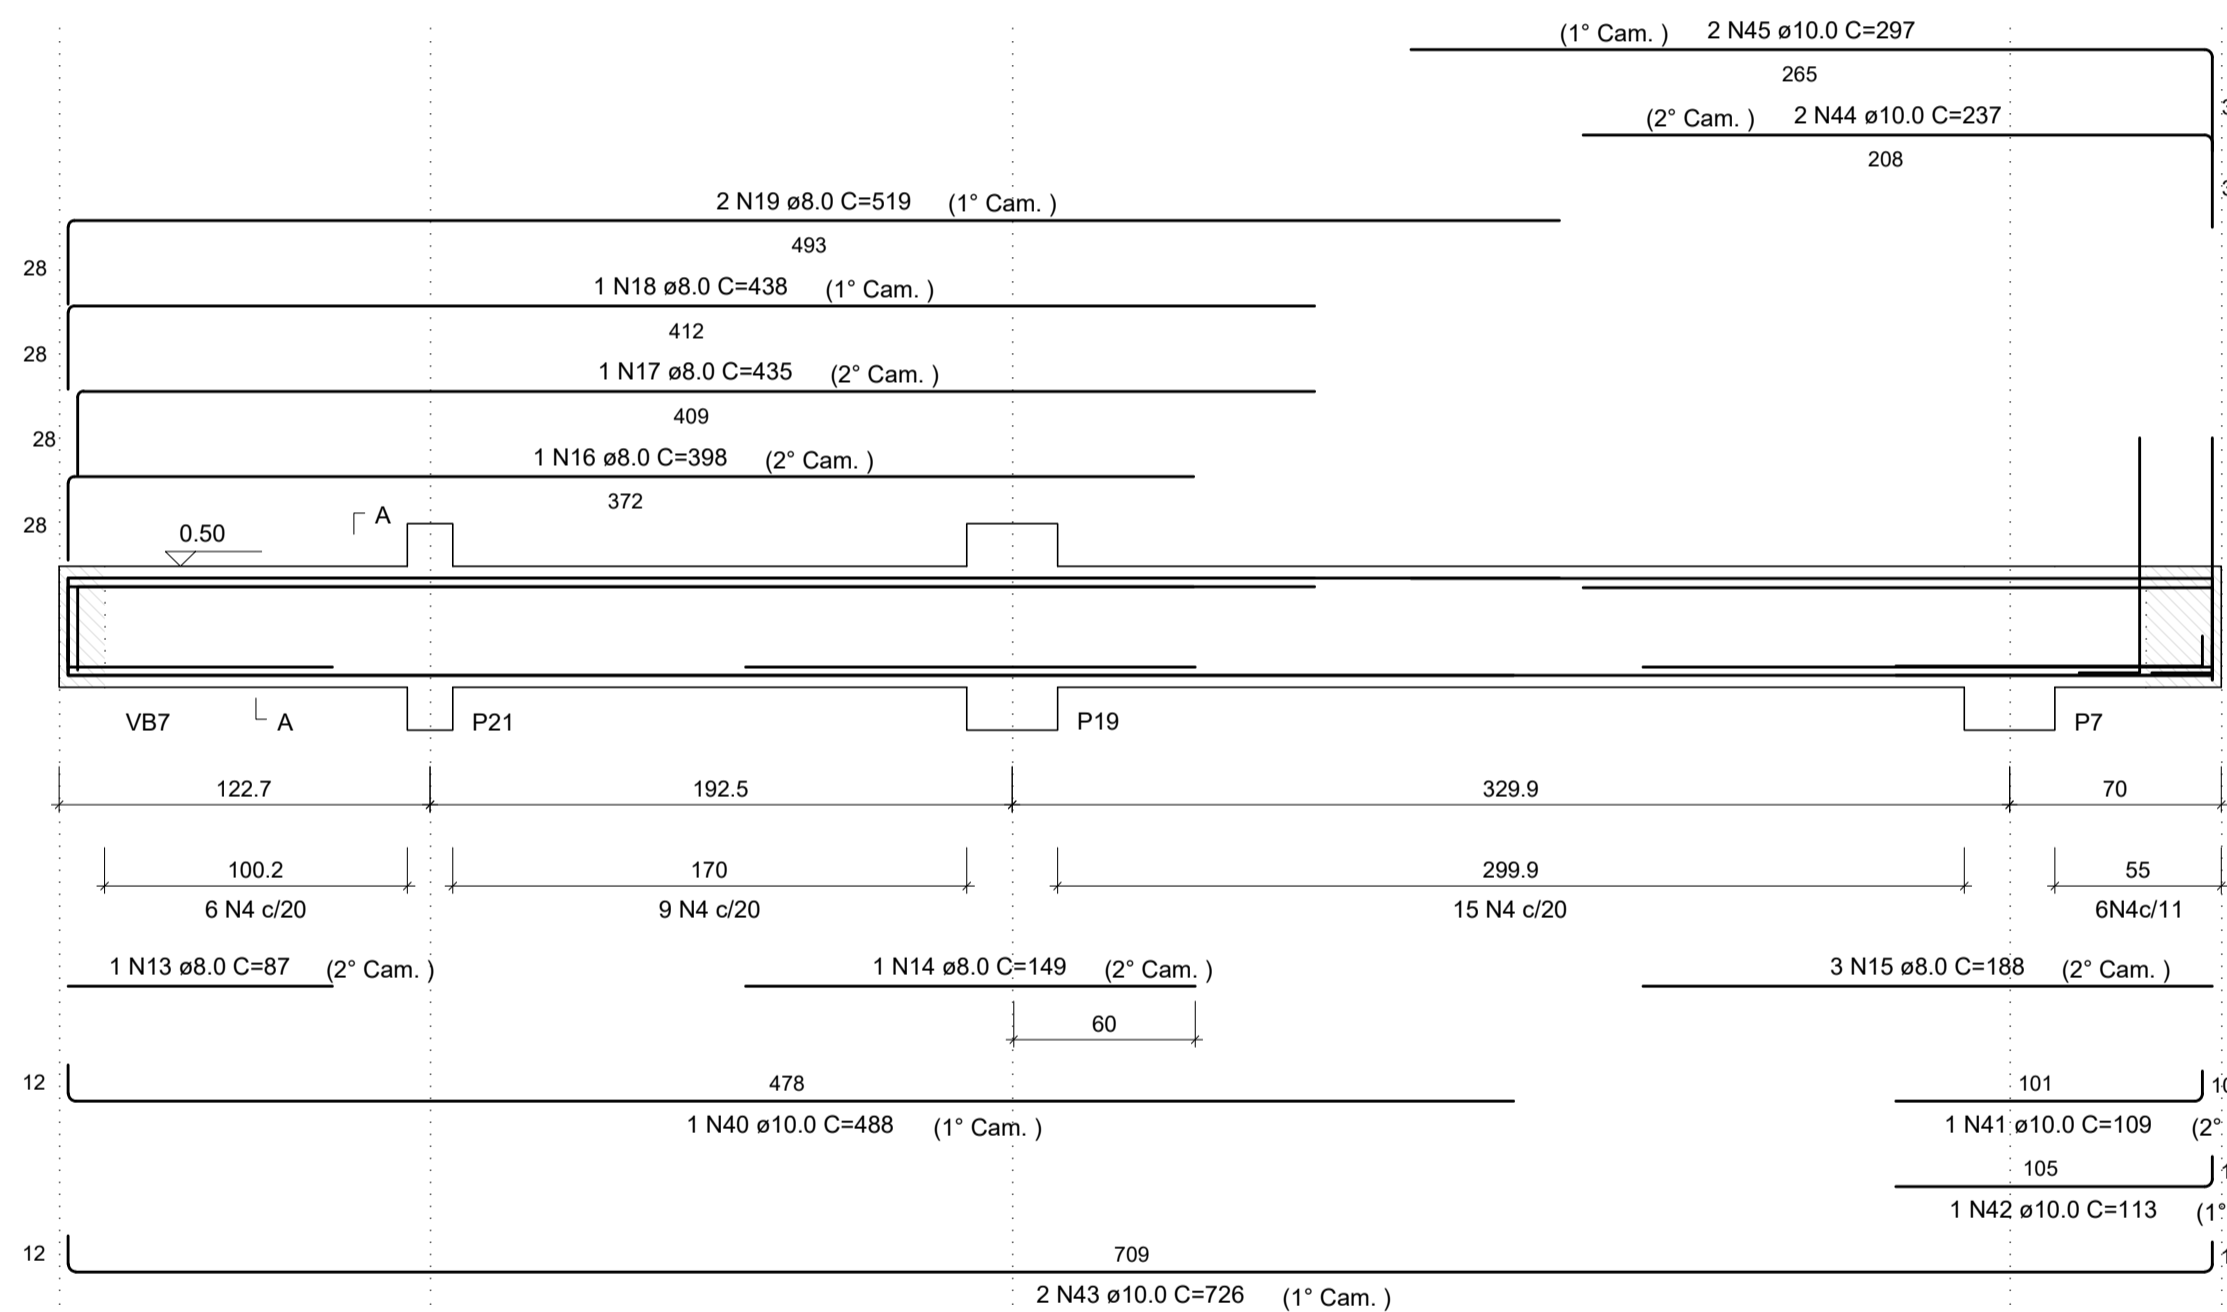 (1° Cam. ) 2 N45 ø10.0 C=297
265
(2° Cam. ) 2 N44 ø10.0 C=237
208
2 N19 ø8.0 C=519 (1° Cam. )
493
28
1 N18 ø8.0 C=438 (1° Cam. )
412
28
1 N17 ø8.0 C=435 (2° Cam. )
409
28
1 N16 ø8.0 C=398 (2° Cam. )
372
28
A
0.50
VB7 A P21 P19 P7
122.7 192.5 329.9 70
100.2 170 299.9 55
6 N4 c/20 9 N4 c/20 15 N4 c/20 6N4c/11
1 N13 ø8.0 C=87 (2° Cam. ) 1 N14 ø8.0 C=149 (2° Cam. ) 3 N15 ø8.0 C=188 (2° Cam. )
60
12 478 101
1 N40 ø10.0 C=488 (1° Cam. ) 1 N41 ø10.0 C=109 (2°
105
1 N42 ø10.0 C=113 (1°
12 709
2 N43 ø10.0 C=726 (1° Cam. )